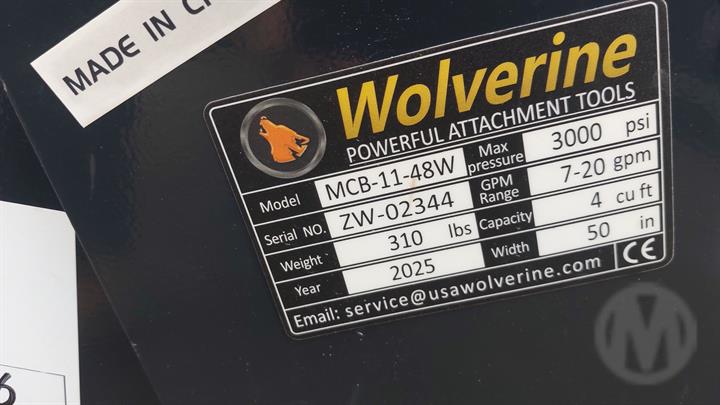 MADE IN
Wolverine
POWERFUL ATTACHMENT TOOLS
Model MCB-11-48W Max pressure 3000 psi
Serial NO. ZW-02344 GPM Range 7-20 gpm
Weight 310 lbs Capacity 4 cu ft
Year 2025 Width 50 in
Email: service@usawolverine.com CE
M
6